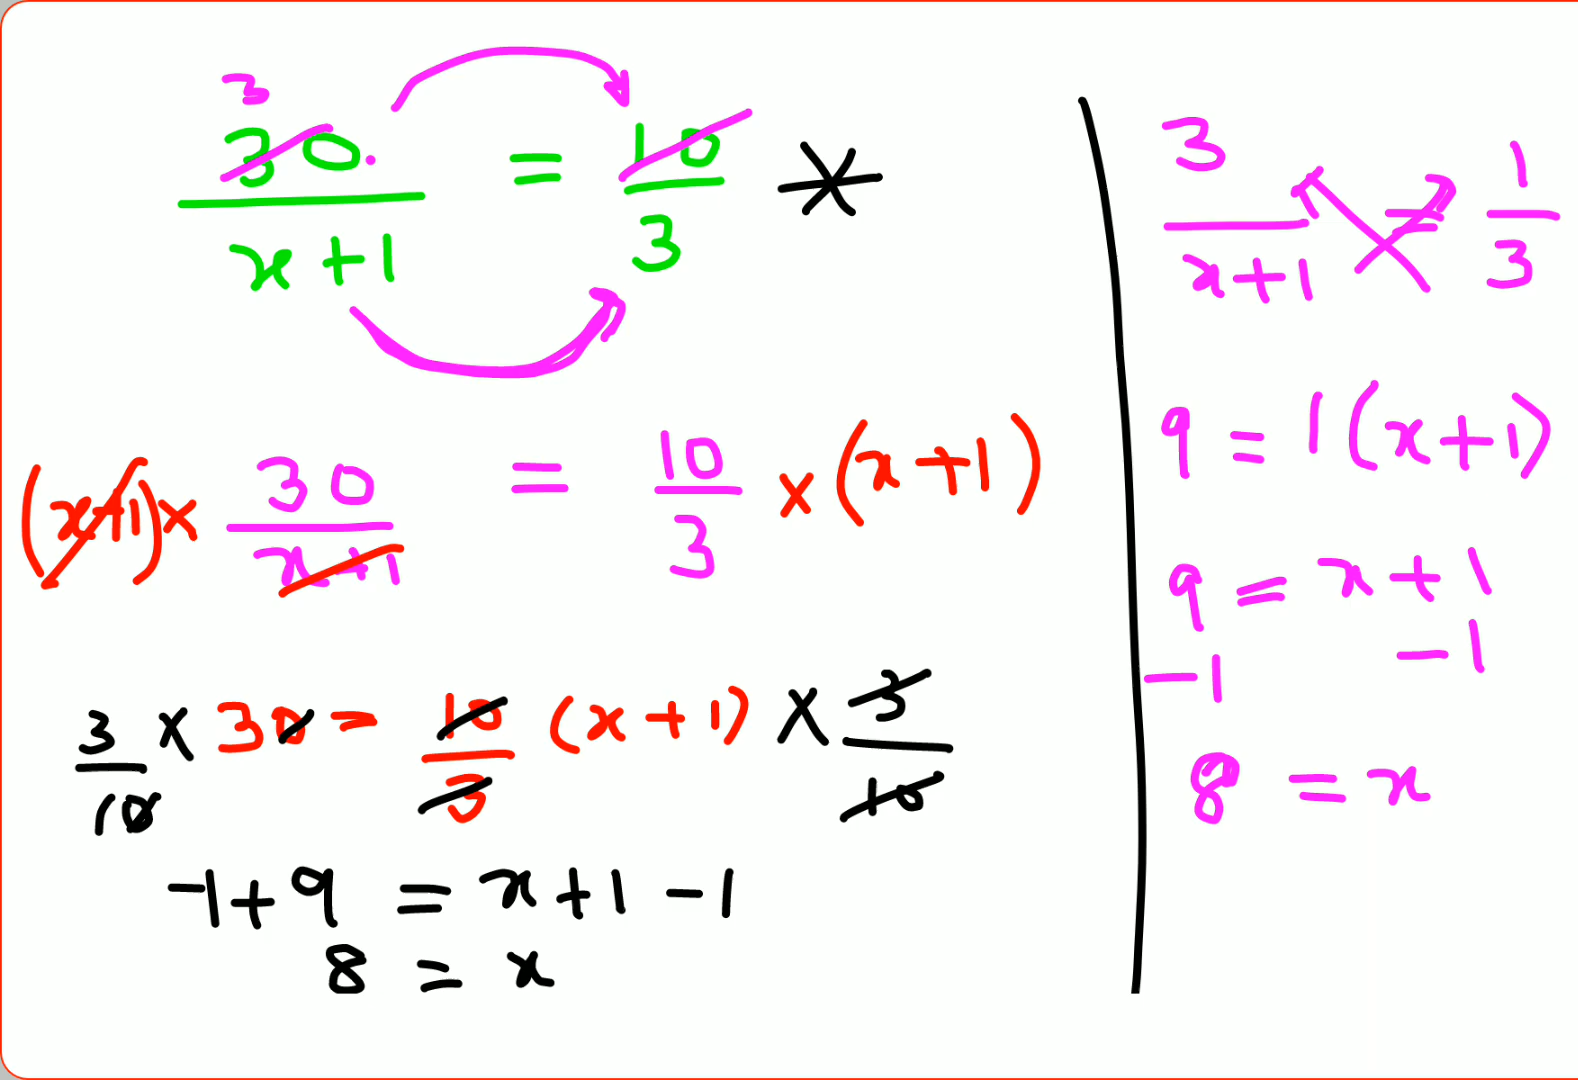 3
30 / x+1 = 10 / 3 *
(x+1) × 30 / x+1 = 10 / 3 × (x+1)
3 / 10 × 30 = 10 / 3 (x+1) × 3 / 10
-1+9 = x+1-1
8 = x
3 / x+1 = 1 / 3
9 = 1(x+1)
9 = x+1
-1 -1
8 = x